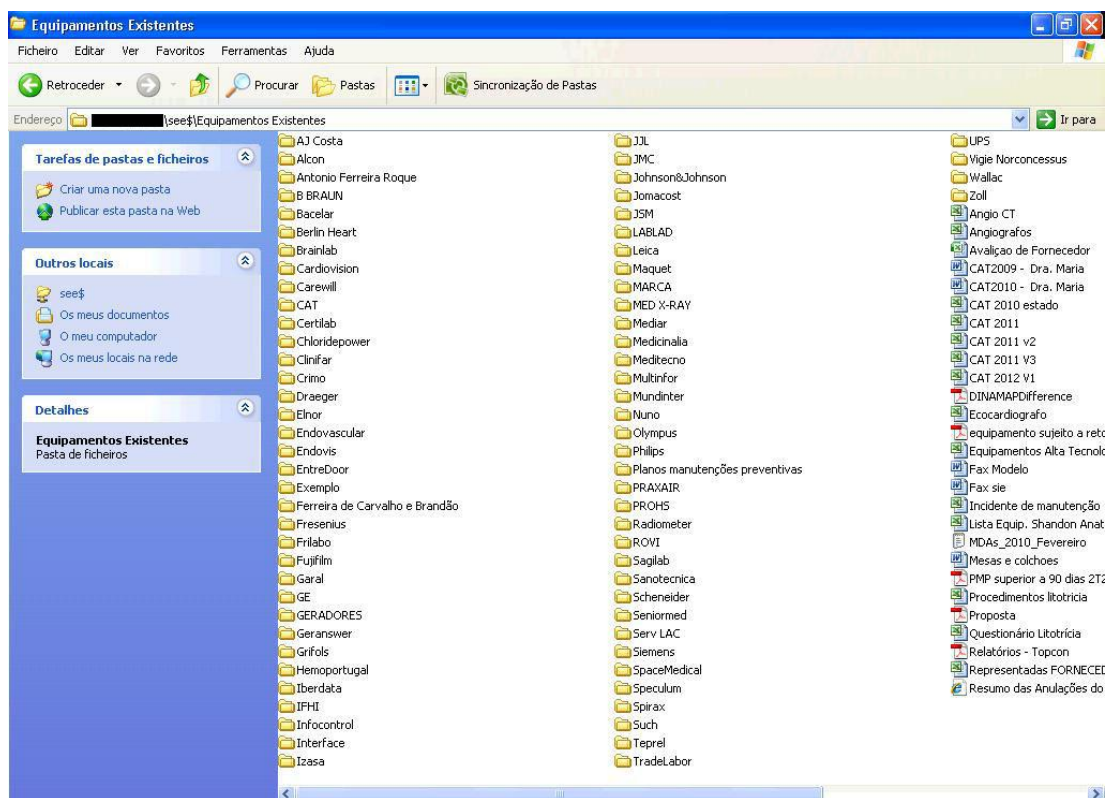 Equipamentos Existentes
Ficheiro Editar Ver Favoritos Ferramentas Ajuda
Retroceder Procurar Pastas Sincronização de Pastas
Endereço \see$\Equipamentos Existentes Ir para
Tarefas de pastas e ficheiros
Criar uma nova pasta
Publicar esta pasta na Web
Outros locais
see$
Os meus documentos
O meu computador
Os meus locais na rede
Detalhes
Equipamentos Existentes
Pasta de ficheiros
AJ Costa
Alcon
Antonio Ferreira Roque
B BRAUN
Bacelar
Berlin Heart
Brainlab
Cardiovision
Carewill
CAT
Certilab
Chloridepower
Clinifar
Crimo
Draeger
Elnor
Endovascular
Endovis
EntreDoor
Exemplo
Ferreira de Carvalho e Brandão
Fresenius
Frilabo
Fujifilm
Garal
GE
GERADORES
Geranswer
Grifols
Hemoportugal
Iberdata
IFHI
Infocontrol
Interface
Izasa
JJL
JMC
Johnson&Johnson
Jomacost
JSM
LABLAD
Leica
Maquet
MARCA
MED X-RAY
Mediar
Medicinalia
Meditecno
Multinfor
Mundinter
Nuno
Olympus
Philips
Planos manutenções preventivas
PRAXAIR
PROHS
Radiometer
ROVI
Sagilab
Sanotecnica
Scheneider
Seniormed
Serv LAC
Siemens
SpaceMedical
Speculum
Spirax
Such
Teprel
TradeLabor
UPS
Vigie Norconcessus
Wallac
Zoll
Angio CT
Angiografos
Avaliçao de Fornecedor
CAT2009 - Dra. Maria
CAT2010 - Dra. Maria
CAT 2010 estado
CAT 2011
CAT 2011 v2
CAT 2011 V3
CAT 2012 V1
DINAMAPDifference
Ecocardiografo
equipamento sujeito a reto
Equipamentos Alta Tecnolo
Fax Modelo
Fax sie
Incidente de manutenção
Lista Equip. Shandon Anat
MDAs_2010_Fevereiro
Mesas e colchoes
PMP superior a 90 dias 2T2
Procedimentos litotricia
Proposta
Questionário Litotrícia
Relatórios - Topcon
Representadas FORNECED
Resumo das Anulações do